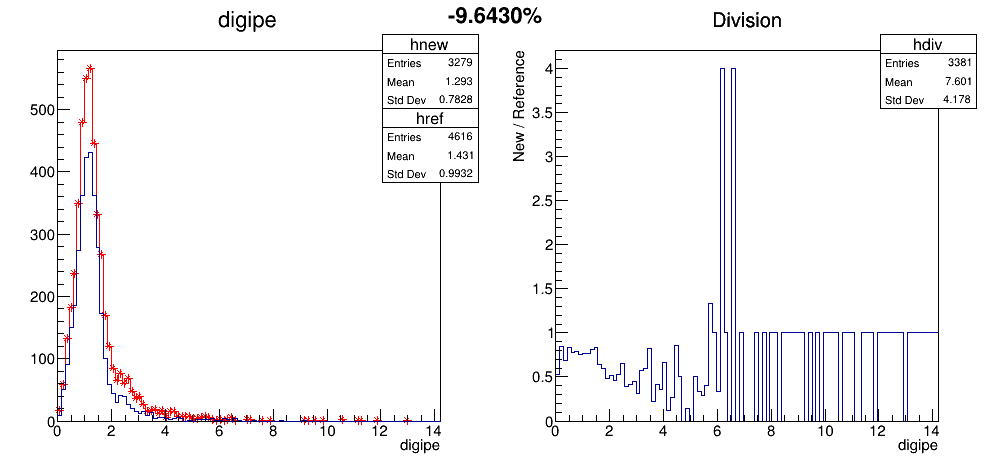 -9.6430%
digipe
hnew
Entries 3279
Mean 1.293
Std Dev 0.7828
href
Entries 4616
Mean 1.431
Std Dev 0.9932
500
400
300
200
100
0
0 2 4 6 8 10 12 14
digipe
Division
hdiv
Entries 3381
Mean 7.601
Std Dev 4.178
New / Reference
4
3.5
3
2.5
2
1.5
1
0.5
0
0 2 4 6 8 10 12 14
digipe